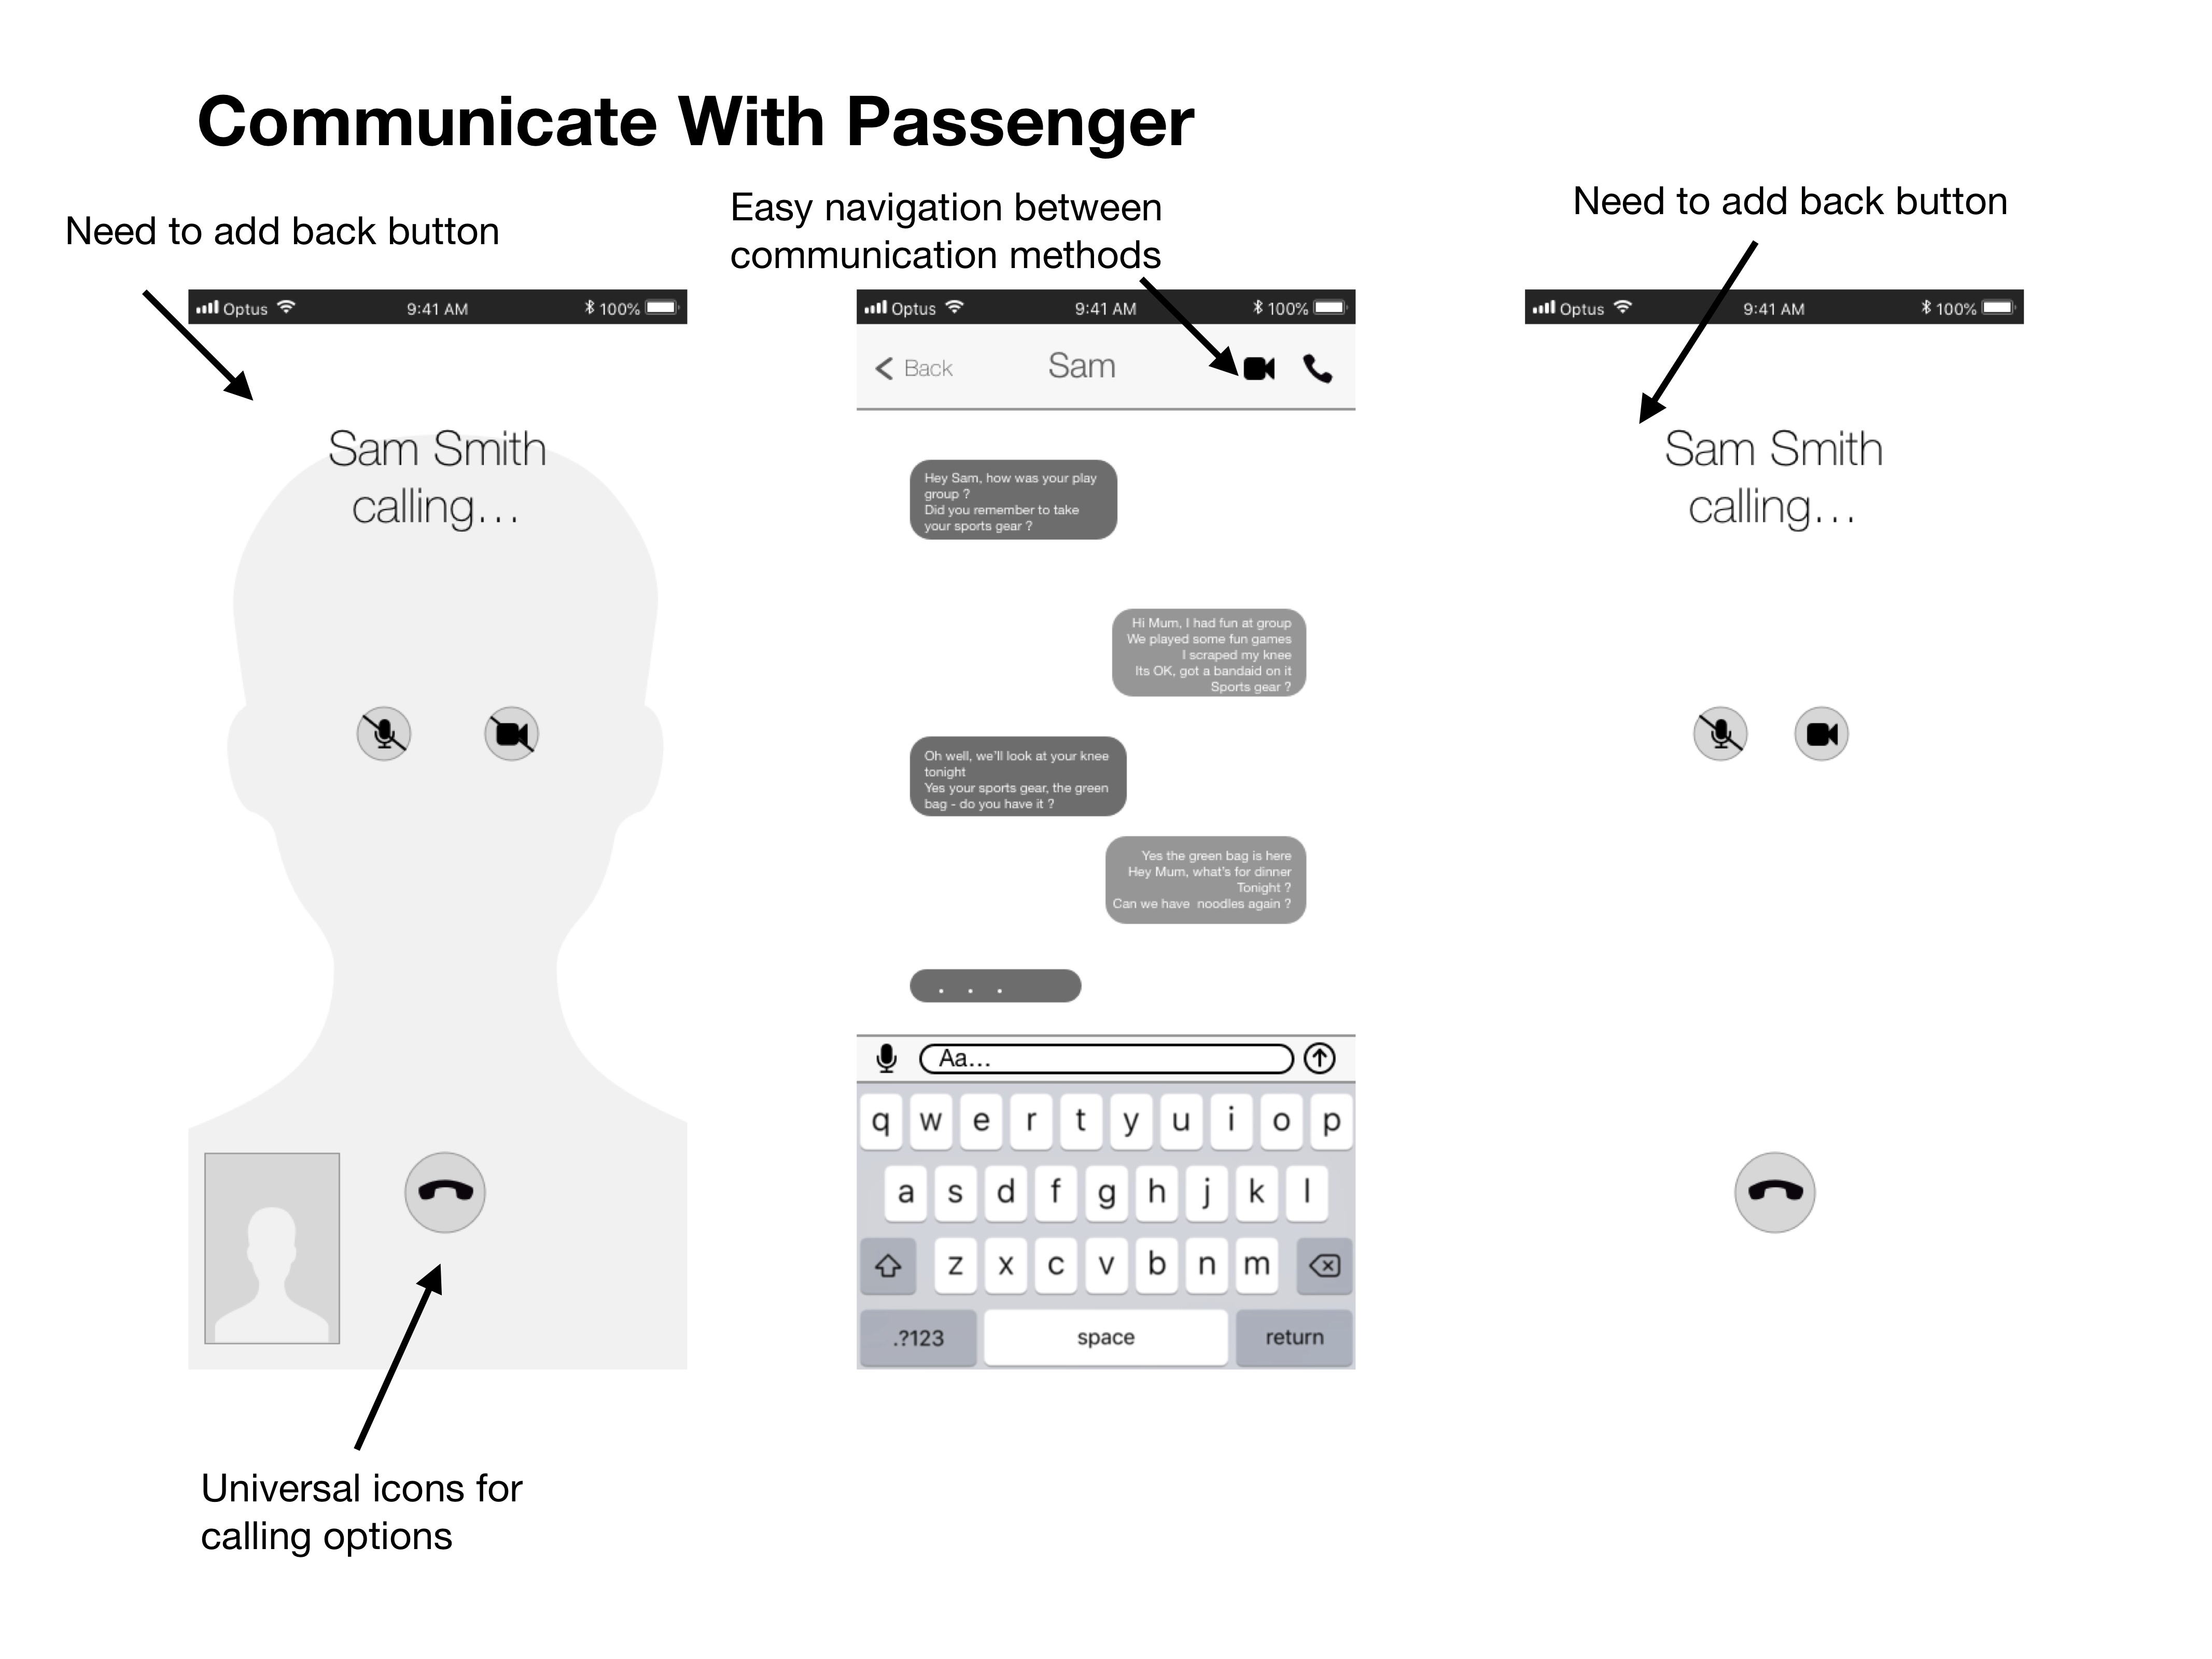 Communicate With Passenger
Need to add back button
Easy navigation between
communication methods
Need to add back button
Optus 9:41 AM 100%
Sam Smith
calling...
Universal icons for
calling options
Optus 9:41 AM 100%
Back Sam
Hey Sam, how was your play
group ?
Did you remember to take
your sports gear ?
Hi Mum, I had fun at group
We played some fun games
I scraped my knee
Its OK, got a bandaid on it
Sports gear ?
Oh well, we'll look at your knee
tonight
Yes your sports gear, the green
bag - do you have it ?
Yes the green bag is here
Hey Mum, what's for dinner
Tonight ?
Can we have  noodles again ?
. . .
Aa...
q w e r t y u i o p
a s d f g h j k l
z x c v b n m
.?123 space return
Optus 9:41 AM 100%
Sam Smith
calling...